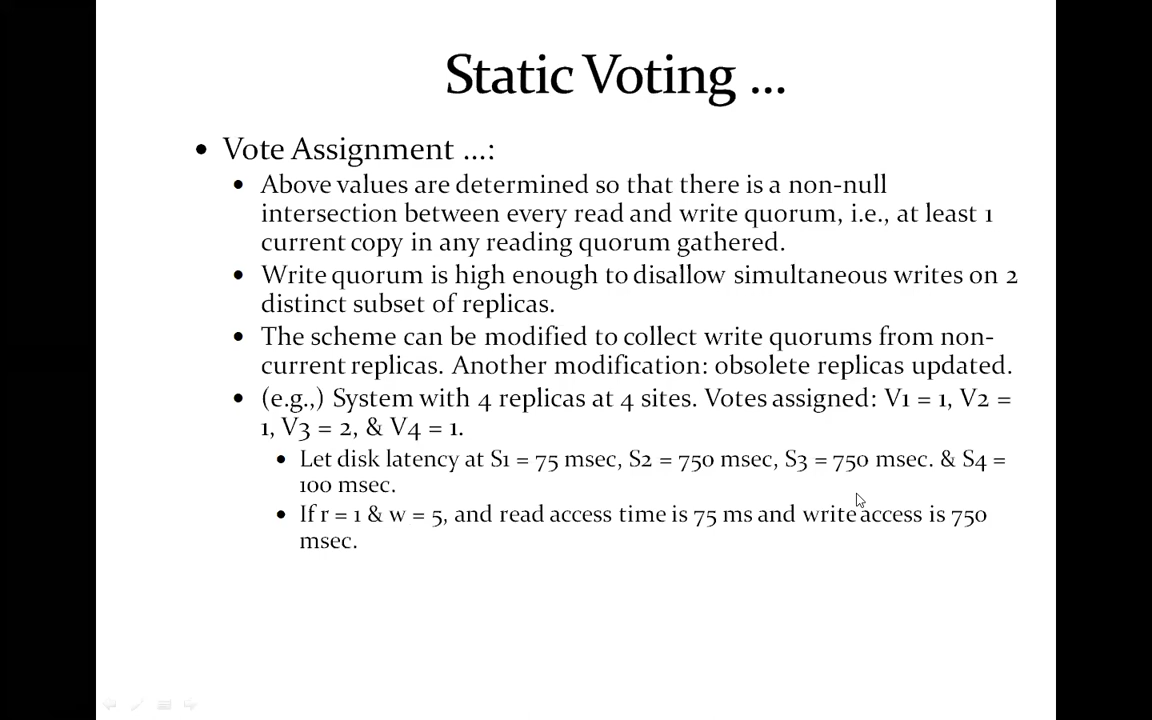 Static Voting ...
• Vote Assignment ...:
• Above values are determined so that there is a non-null
intersection between every read and write quorum, i.e., at least 1
current copy in any reading quorum gathered.
• Write quorum is high enough to disallow simultaneous writes on 2
distinct subset of replicas.
• The scheme can be modified to collect write quorums from non-
current replicas. Another modification: obsolete replicas updated.
• (e.g.,) System with 4 replicas at 4 sites. Votes assigned: V1 = 1, V2 =
1, V3 = 2, & V4 = 1.
• Let disk latency at S1 = 75 msec, S2 = 750 msec, S3 = 750 msec. & S4 =
100 msec.
• If r = 1 & w = 5, and read access time is 75 ms and write access is 750
msec.